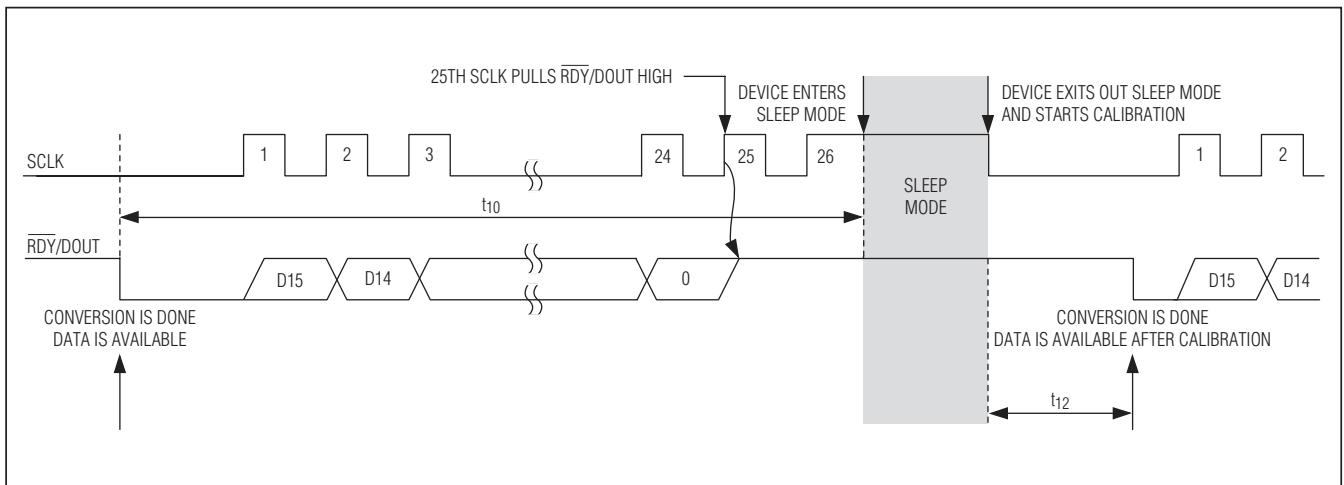 25TH SCLK PULLS RDY/DOUT HIGH
DEVICE ENTERS
SLEEP MODE
DEVICE EXITS OUT SLEEP MODE
AND STARTS CALIBRATION
SCLK
1
2
3
24
25
26
1
2
SLEEP
MODE
t10
RDY/DOUT
D15
D14
0
D15
D14
CONVERSION IS DONE
DATA IS AVAILABLE
CONVERSION IS DONE
DATA IS AVAILABLE AFTER CALIBRATION
t12